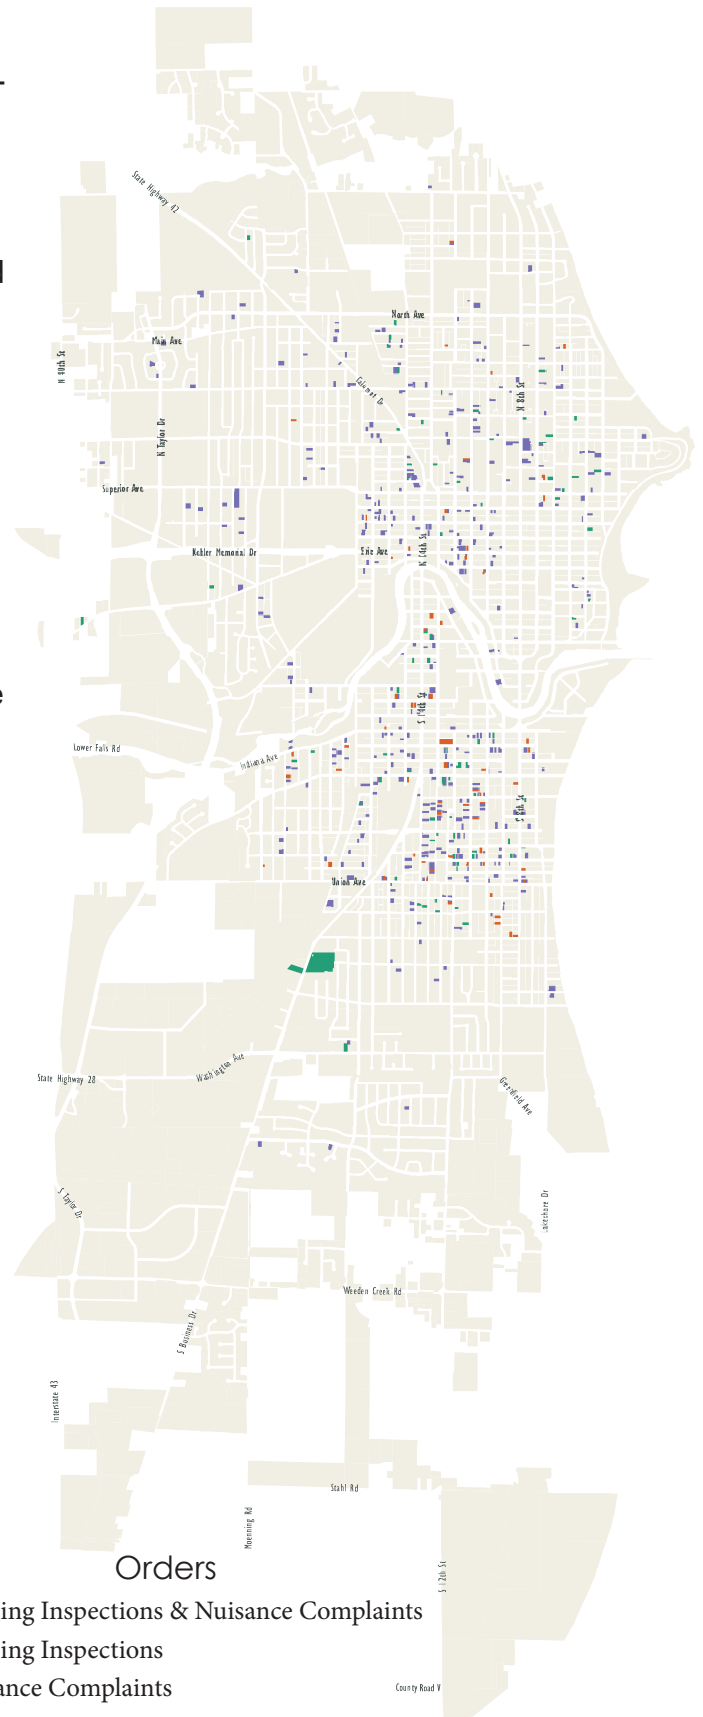 State Highway 42
North Ave
Main Ave
N 40th St
Calumet Dr
N 8th St
N Taylor Dr
Superior Ave
Kohler Memorial Dr
Erie Ave
N 14th St
S 14th St
Lower Falls Rd
Indiana Ave
S 8th St
Union Ave
State Highway 28
Washington Ave
Greenfield Ave
S Taylor Dr
Lakeshore Dr
Weeden Creek Rd
S Business Dr
Interstate 43
Stahl Rd
Moenning Rd
S 12th St
Orders
ing Inspections & Nuisance Complaints
ing Inspections
ance Complaints
County Road V